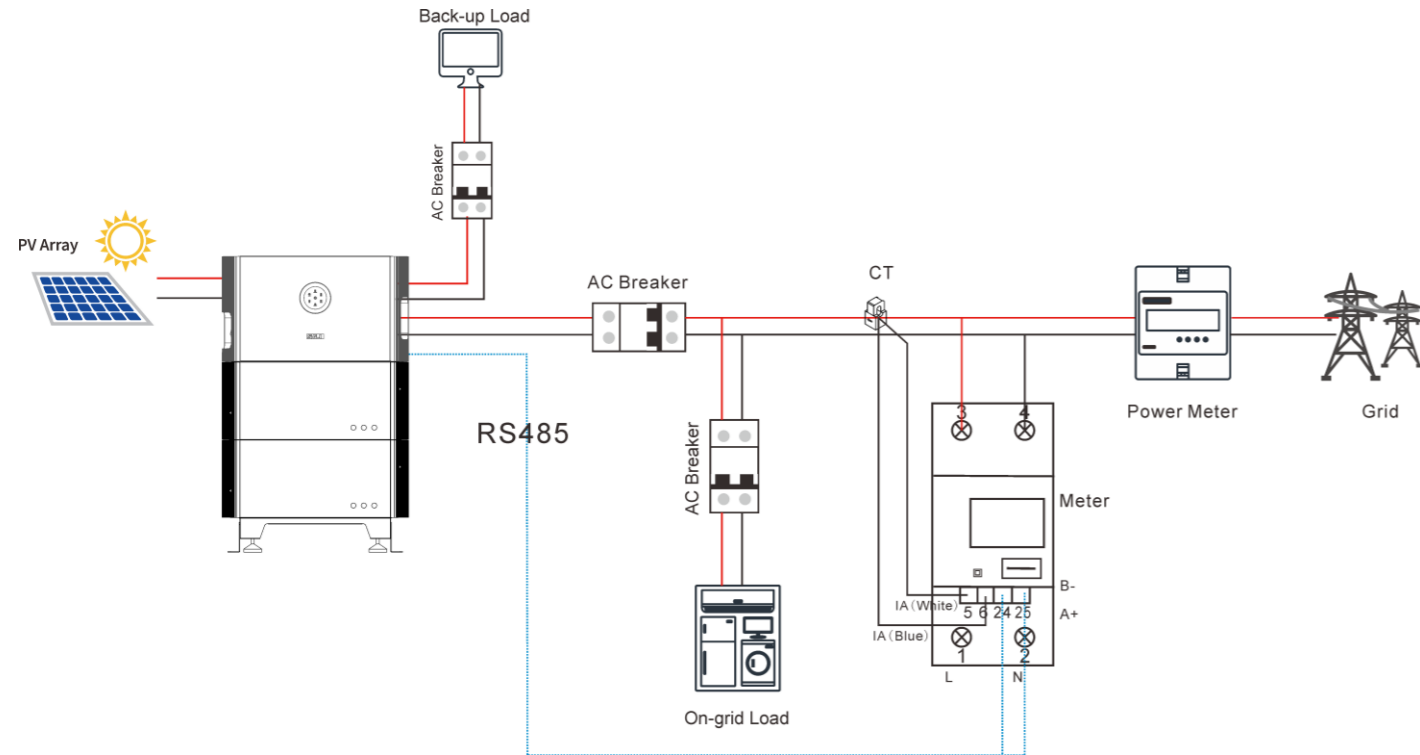 Back-up Load
AC Breaker
PV Array
AC Breaker
CT
RS485
AC Breaker
On-grid Load
3 4
Meter
B-
A+
IA(White)
5 6 24 25
IA(Blue)
1 2
L N
Power Meter
Grid